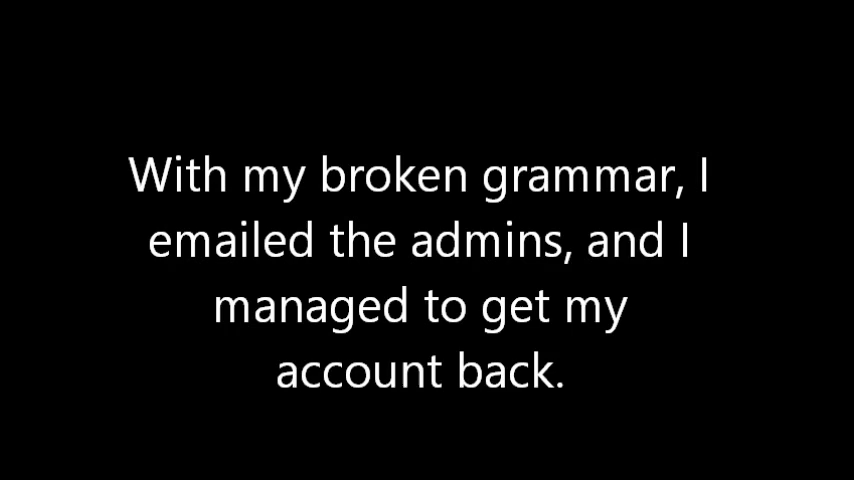 With my broken grammar, I
emailed the admins, and I
managed to get my
account back.